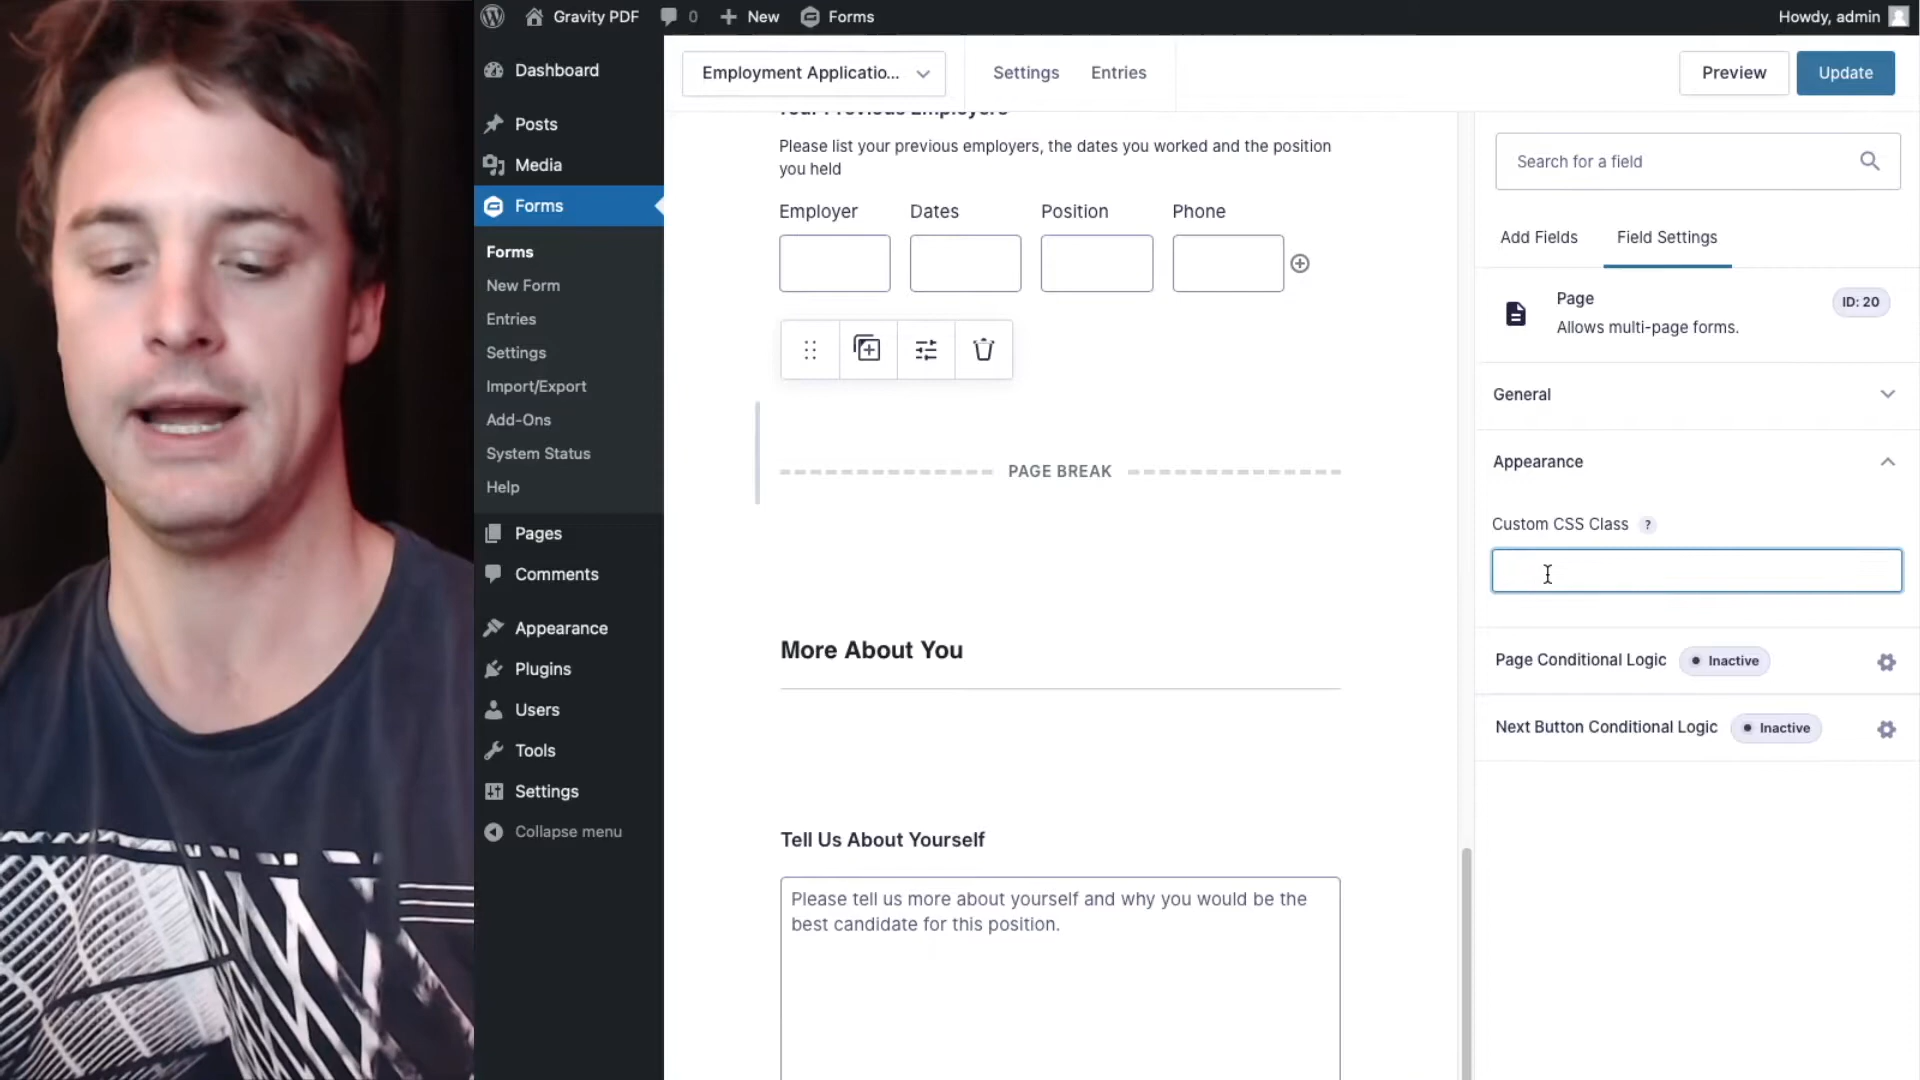 Gravity PDF
0
New
Forms
Howdy, admin
Dashboard
Posts
Media
Forms
Forms
New Form
Entries
Settings
Import/Export
Add-Ons
System Status
Help
Pages
Comments
Appearance
Plugins
Users
Tools
Settings
Collapse menu
Employment Applicatio...
Settings
Entries
Preview
Update
Your Previous Employers
Please list your previous employers, the dates you worked and the position
you held
Employer
Dates
Position
Phone
PAGE BREAK
More About You
Tell Us About Yourself
Please tell us more about yourself and why you would be the
best candidate for this position.
Search for a field
Add Fields
Field Settings
Page
ID: 20
Allows multi-page forms.
General
Appearance
Custom CSS Class ?
Page Conditional Logic
Inactive
Next Button Conditional Logic
Inactive